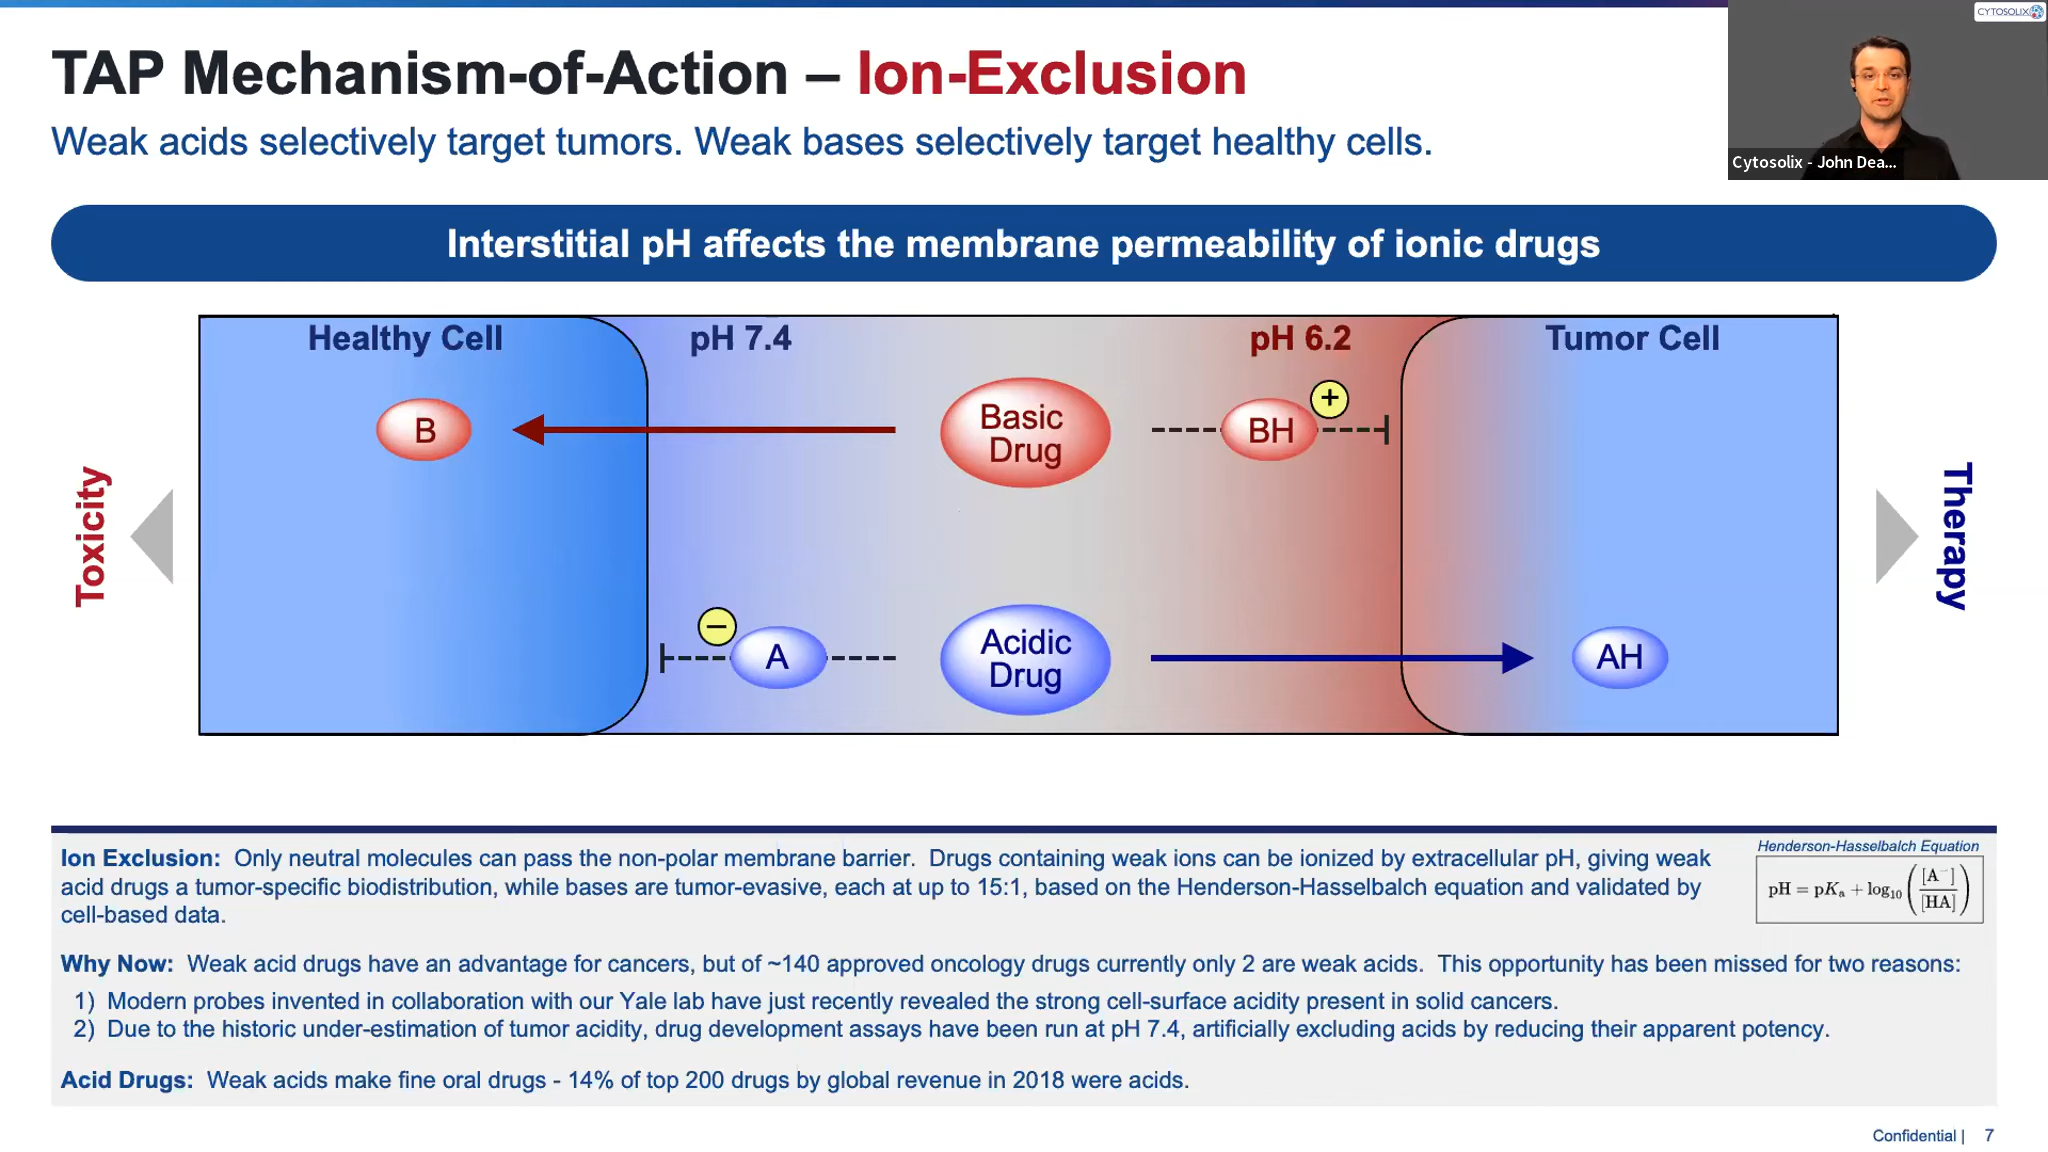 CYTOSOLIX
TAP Mechanism-of-Action – Ion-Exclusion
Weak acids selectively target tumors. Weak bases selectively target healthy cells.
Cytosolix - John Dea...
Interstitial pH affects the membrane permeability of ionic drugs
Healthy Cell
pH 7.4
pH 6.2
Tumor Cell
B
Basic
Drug
BH
+
Toxicity
Therapy
−
A
Acidic
Drug
AH
Ion Exclusion: Only neutral molecules can pass the non-polar membrane barrier. Drugs containing weak ions can be ionized by extracellular pH, giving weak
acid drugs a tumor-specific biodistribution, while bases are tumor-evasive, each at up to 15:1, based on the Henderson-Hasselbalch equation and validated by
cell-based data.
Henderson-Hasselbalch Equation
pH = pKa + log10 ([A⁻] / [HA])
Why Now: Weak acid drugs have an advantage for cancers, but of ~140 approved oncology drugs currently only 2 are weak acids. This opportunity has been missed for two reasons:
1) Modern probes invented in collaboration with our Yale lab have just recently revealed the strong cell-surface acidity present in solid cancers.
2) Due to the historic under-estimation of tumor acidity, drug development assays have been run at pH 7.4, artificially excluding acids by reducing their apparent potency.
Acid Drugs: Weak acids make fine oral drugs - 14% of top 200 drugs by global revenue in 2018 were acids.
Confidential | 7